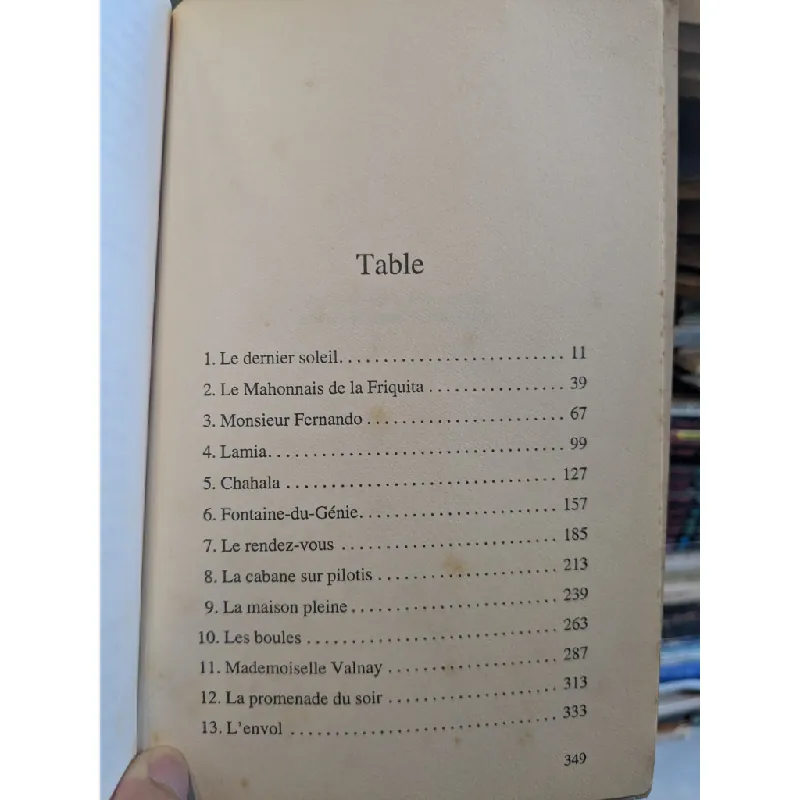 Table
1. Le dernier soleil. . . . . . . . . . . . . . . . . . . . . . . . . . . 11
2. Le Mahonnais de la Friquita . . . . . . . . . . . . . . . . 39
3. Monsieur Fernando . . . . . . . . . . . . . . . . . . . . . . . . 67
4. Lamia. . . . . . . . . . . . . . . . . . . . . . . . . . . . . . . . . . . 99
5. Chahala . . . . . . . . . . . . . . . . . . . . . . . . . . . . . . . . . 127
6. Fontaine-du-Génie. . . . . . . . . . . . . . . . . . . . . . . . 157
7. Le rendez-vous . . . . . . . . . . . . . . . . . . . . . . . . . . 185
8. La cabane sur pilotis . . . . . . . . . . . . . . . . . . . . . . 213
9. La maison pleine . . . . . . . . . . . . . . . . . . . . . . . . . 239
10. Les boules . . . . . . . . . . . . . . . . . . . . . . . . . . . . . . 263
11. Mademoiselle Valnay . . . . . . . . . . . . . . . . . . . . . 287
12. La promenade du soir . . . . . . . . . . . . . . . . . . . . . 313
13. L'envol . . . . . . . . . . . . . . . . . . . . . . . . . . . . . . . . . 333
349